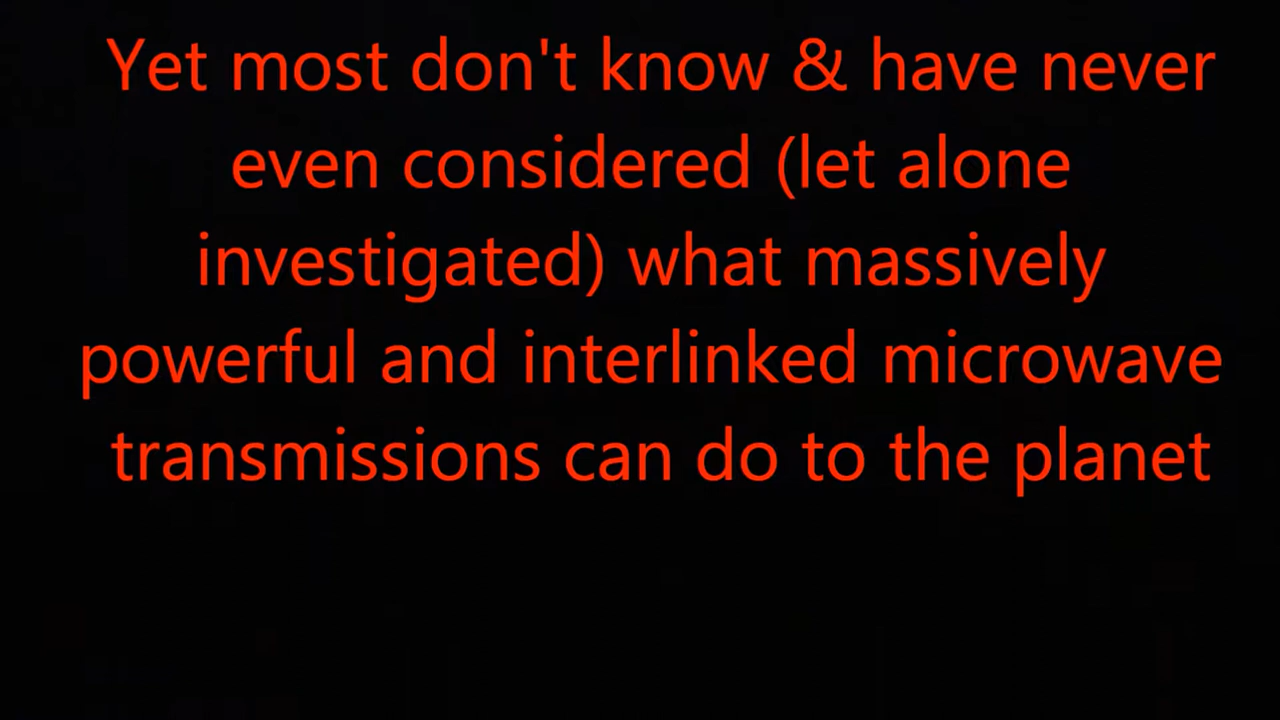 Yet most don't know & have never
even considered (let alone
investigated) what massively
powerful and interlinked microwave
transmissions can do to the planet